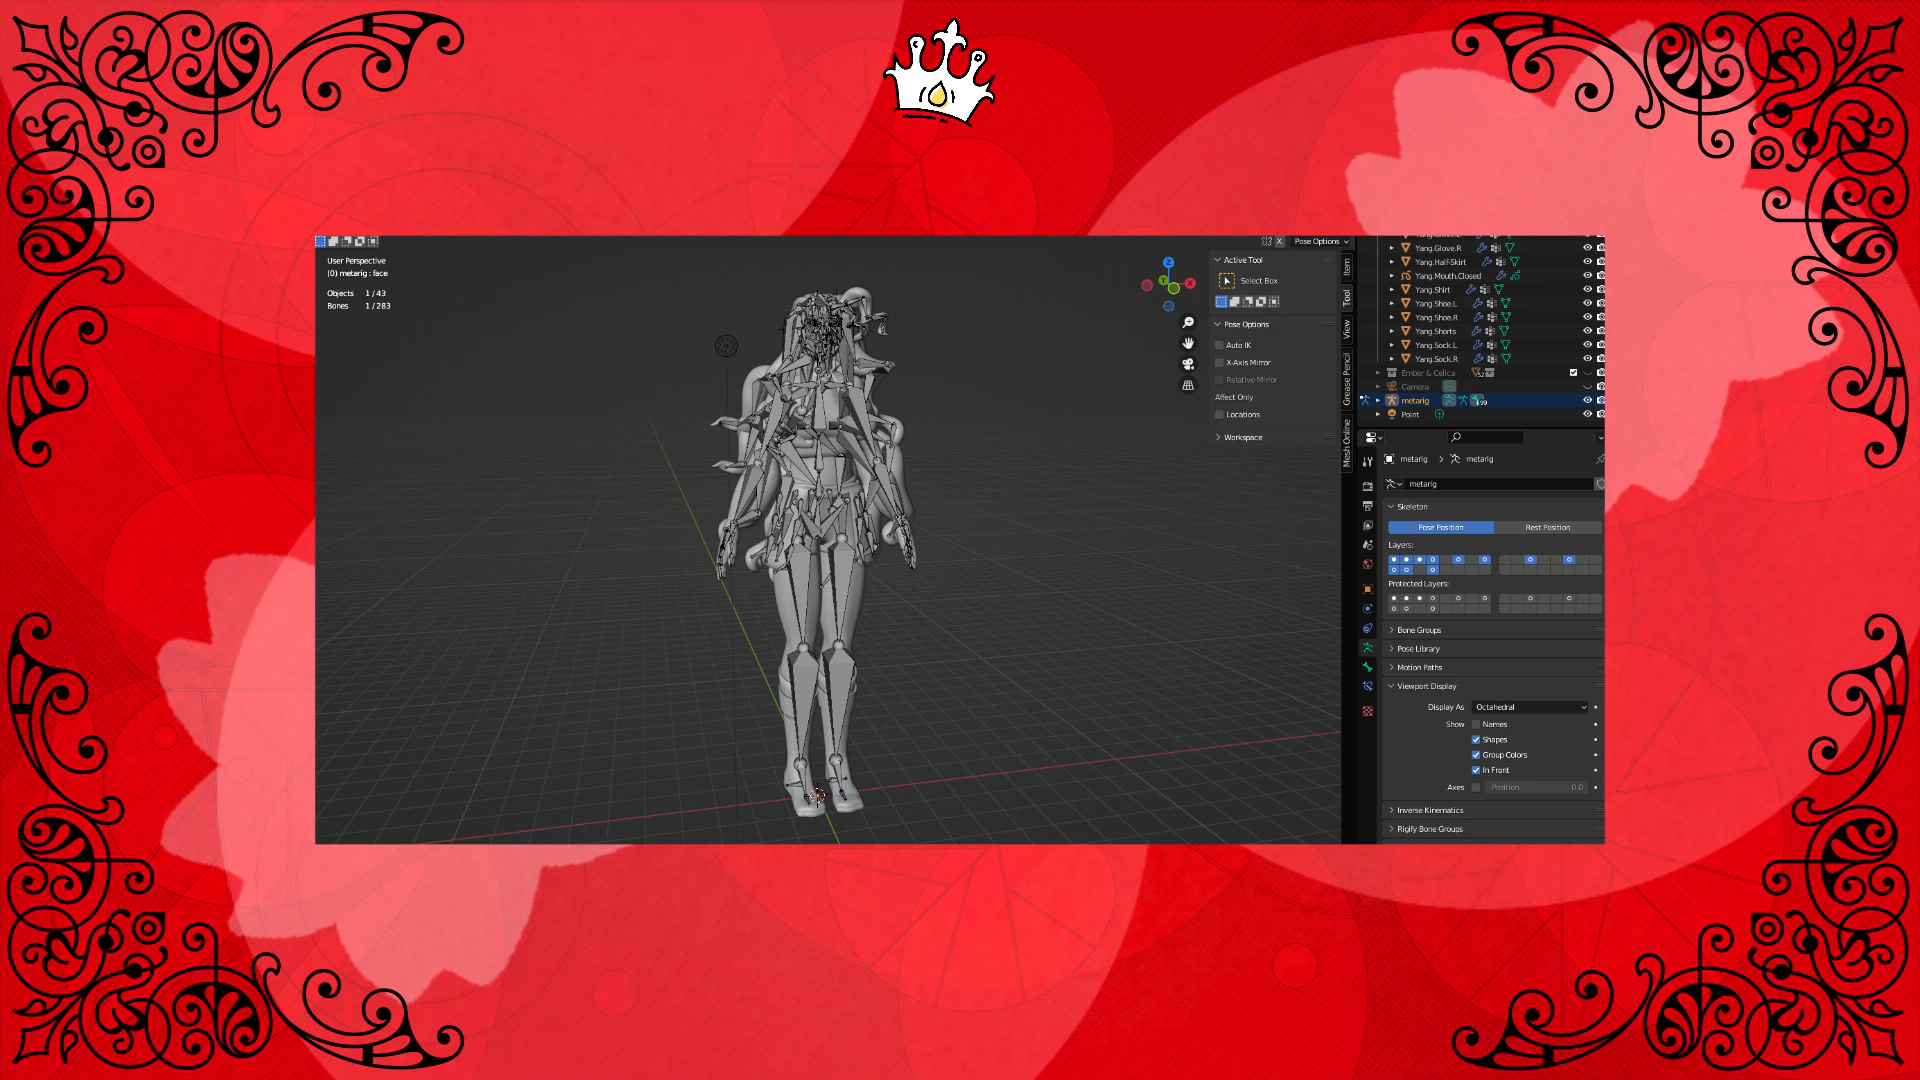 Pose Options
User Perspective
(0) metarig : face
Objects 1 / 43
Bones 1 / 283
X
Z
X
Active Tool
Select Box
Pose Options
Auto IK
X-Axis Mirror
Relative Mirror
Affect Only
Locations
Workspace
Item
Tool
View
Grease Pencil
Mesh Online
Yang.Glove.R
Yang.Half-Skirt
Yang.Mouth.Closed
Yang.Shirt
Yang.Shoe.L
Yang.Shoe.R
Yang.Shorts
Yang.Sock.L
Yang.Sock.R
Ember & Celica
Camera
metarig
Point
metarig > metarig
metarig
Skeleton
Pose Position Rest Position
Layers:
Protected Layers:
Bone Groups
Pose Library
Motion Paths
Viewport Display
Display As Octahedral
Show Names
Shapes
Group Colors
In Front
Axes Position 0.0
Inverse Kinematics
Rigify Bone Groups